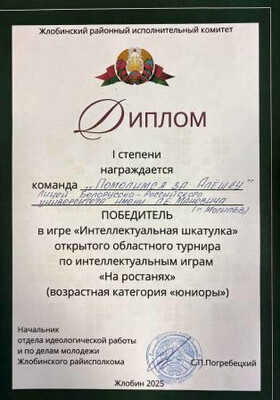 Жлобинский районный исполнительный комитет
Диплом
I степени
награждается
команда „Помолимся за Алешку"
Лицей Белорусско-Российского
университета имени
(г. Могилёв)
ПОБЕДИТЕЛЬ
в игре «Интеллектуальная шкатулка»
открытого областного турнира
по интеллектуальным играм
«На ростанях»
(возрастная категория «юниоры»)
Начальник
отдела идеологической работы
и по делам молодежи
Жлобинского райисполкома
С.П.Погребецкий
Жлобин 2025